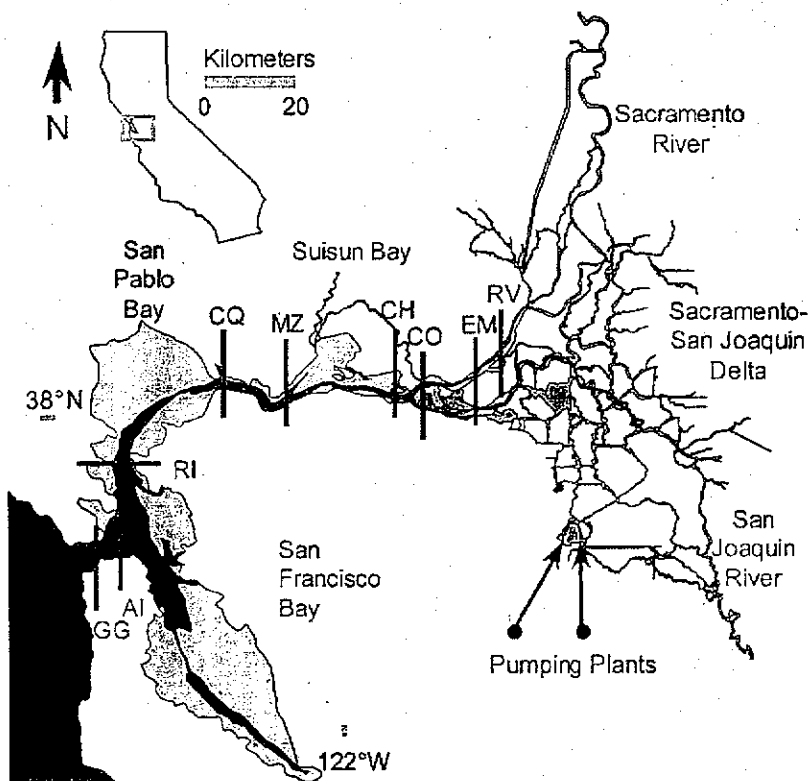 Kilometers
0 20
N
Sacramento
River
San
Pablo
Bay
Suisun Bay
CQ
MZ
CH
CO
EM
RV
Sacramento-
San Joaquin
Delta
38°N
RI
San
Francisco
Bay
San
Joaquin
River
AI
GG
Pumping Plants
122°W